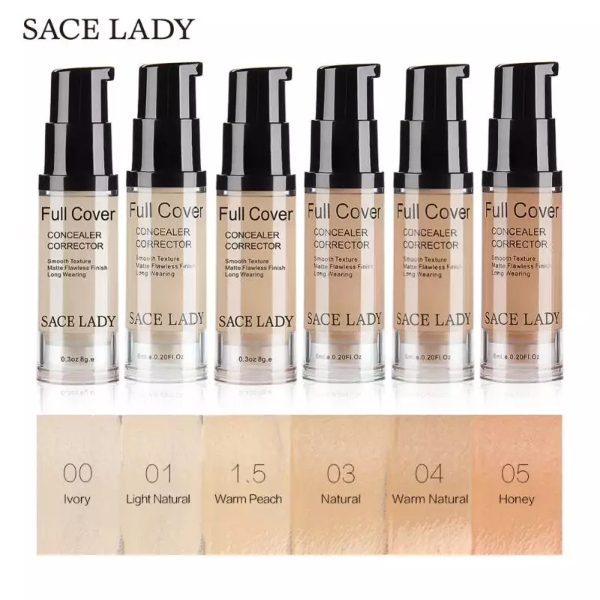 SACE LADY
Full Cover
CONCEALER
CORRECTOR
Smooth Texture
Matte Flawless Finish
Long Wearing
SACE LADY
0.3oz 8g.e
Full Cover
CONCEALER
CORRECTOR
Smooth Texture
Matte Flawless Finish
Long Wearing
SACE LADY
6ml.e.0.20Fl.Oz
Full Cover
CONCEALER
CORRECTOR
Smooth Texture
Matte Flawless Finish
Long Wearing
SACE LADY
0.3oz 8g.e
Full Cover
CONCEALER
CORRECTOR
Smooth Texture
Matte Flawless Finish
Long Wearing
SACE LADY
6ml.e.0.20Fl.Oz
Full Cover
CONCEALER
CORRECTOR
Smooth Texture
Matte Flawless Finish
Long Wearing
SACE LADY
6ml.e.0.20Fl.Oz
Full Cover
CONCEALER
CORRECTOR
Smooth Texture
Matte Flawless Finish
Long Wearing
SACE LADY
6ml.e.0.20Fl.Oz
00
Ivory
01
Light Natural
1.5
Warm Peach
03
Natural
04
Warm Natural
05
Honey